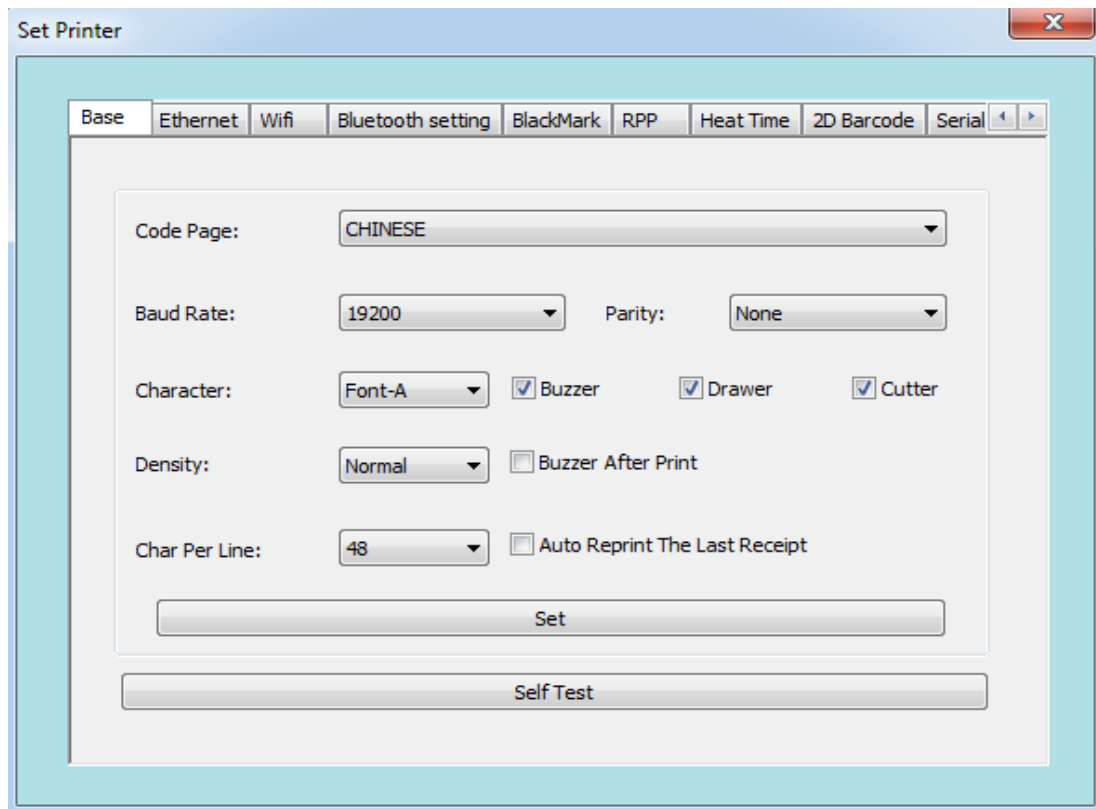 Set Printer
Base Ethernet Wifi Bluetooth setting BlackMark RPP Heat Time 2D Barcode Serial
Code Page: CHINESE
Baud Rate: 19200 Parity: None
Character: Font-A Buzzer Drawer Cutter
Density: Normal Buzzer After Print
Char Per Line: 48 Auto Reprint The Last Receipt
Set
Self Test